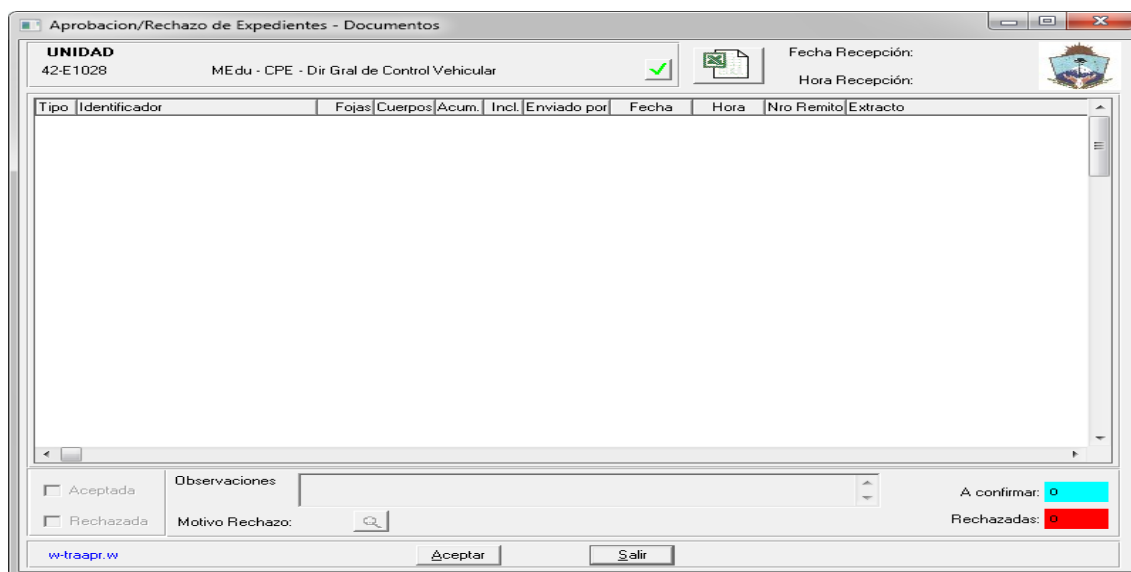 Aprobacion/Rechazo de Expedientes - Documentos
UNIDAD
42-E1028 MEdu - CPE - Dir Gral de Control Vehicular
Fecha Recepción:
Hora Recepción:
Tipo Identificador Fojas Cuerpos Acum. Incl. Enviado por Fecha Hora Nro Remito Extracto
Aceptada
Rechazada
Observaciones
Motivo Rechazo:
A confirmar: 0
Rechazadas: 0
w-traapr.w
Aceptar
Salir